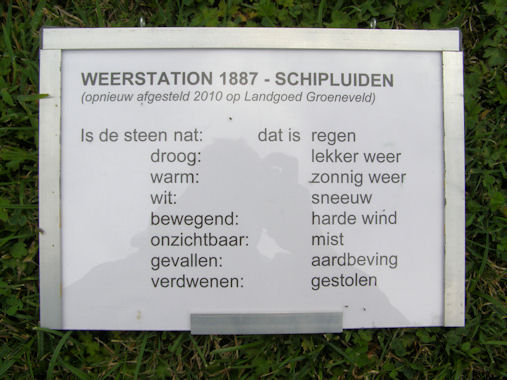 WEERSTATION 1887 - SCHIPLUIDEN
(opnieuw afgesteld 2010 op Landgoed Groeneveld)
Is de steen nat: dat is regen
droog: lekker weer
warm: zonnig weer
wit: sneeuw
bewegend: harde wind
onzichtbaar: mist
gevallen: aardbeving
verdwenen: gestolen